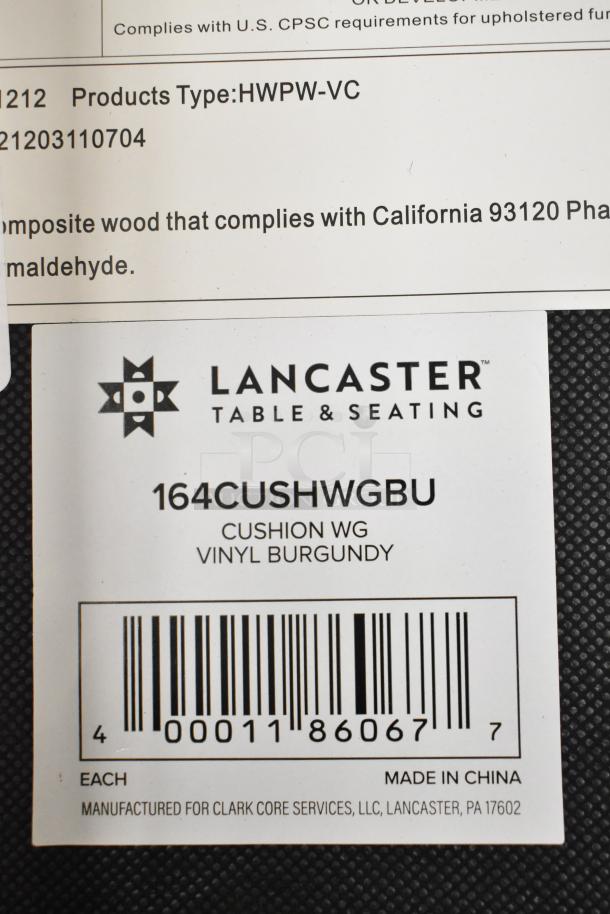 Complies with U.S. CPSC requirements for upholstered fur
1212 Products Type:HWPW-VC
21203110704
omposite wood that complies with California 93120 Pha
maldehyde.
LANCASTER™
TABLE & SEATING
PCi
164CUSHWGBU
CUSHION WG
VINYL BURGUNDY
4 00011 86067 7
EACH MADE IN CHINA
MANUFACTURED FOR CLARK CORE SERVICES, LLC, LANCASTER, PA 17602